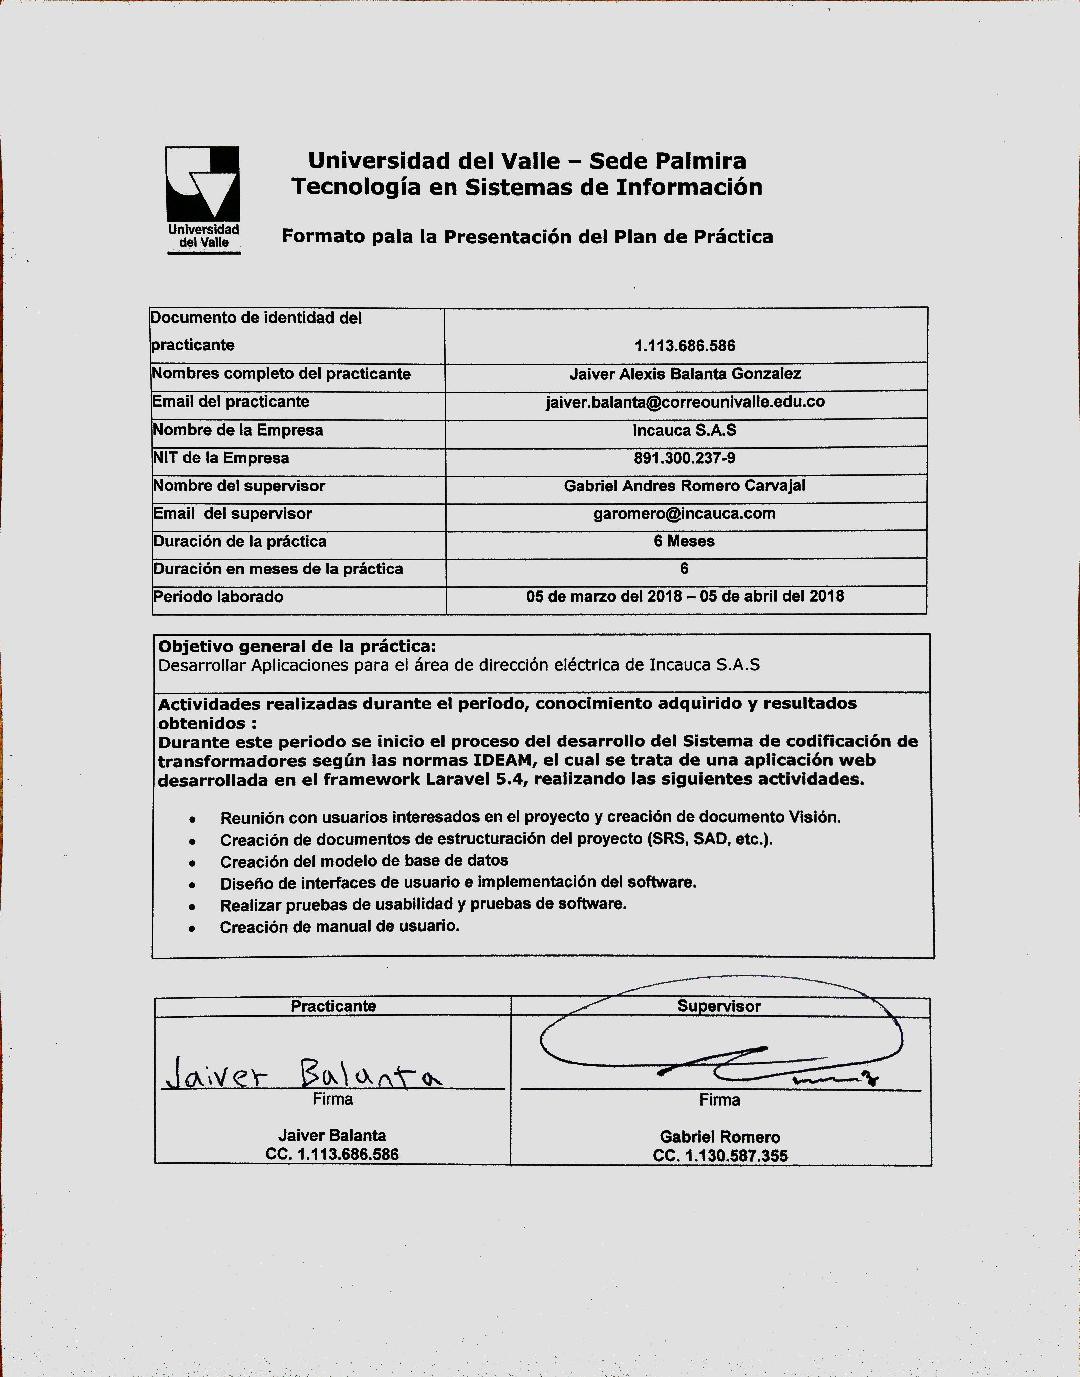 Universidad del Valle – Sede Palmira
Tecnología en Sistemas de Información
Universidad
del Valle
Formato pala la Presentación del Plan de Práctica
Documento de identidad del
practicante 1.113.686.586
Nombres completo del practicante Jaiver Alexis Balanta Gonzalez
Email del practicante jaiver.balanta@correounivalle.edu.co
Nombre de la Empresa Incauca S.A.S
NIT de la Empresa 891.300.237-9
Nombre del supervisor Gabriel Andres Romero Carvajal
Email del supervisor garomero@incauca.com
Duración de la práctica 6 Meses
Duración en meses de la práctica 6
Periodo laborado 05 de marzo del 2018 – 05 de abril del 2018
Objetivo general de la práctica:
Desarrollar Aplicaciones para el área de dirección eléctrica de Incauca S.A.S
Actividades realizadas durante el periodo, conocimiento adquirido y resultados
obtenidos :
Durante este periodo se inicio el proceso del desarrollo del Sistema de codificación de
transformadores según las normas IDEAM, el cual se trata de una aplicación web
desarrollada en el framework Laravel 5.4, realizando las siguientes actividades.
• Reunión con usuarios interesados en el proyecto y creación de documento Visión.
• Creación de documentos de estructuración del proyecto (SRS, SAD, etc.).
• Creación del modelo de base de datos
• Diseño de interfaces de usuario e implementación del software.
• Realizar pruebas de usabilidad y pruebas de software.
• Creación de manual de usuario.
Practicante Supervisor
Jaiver Balanta
Firma Firma
Jaiver Balanta Gabriel Romero
CC. 1.113.686.586 CC. 1.130.587.355